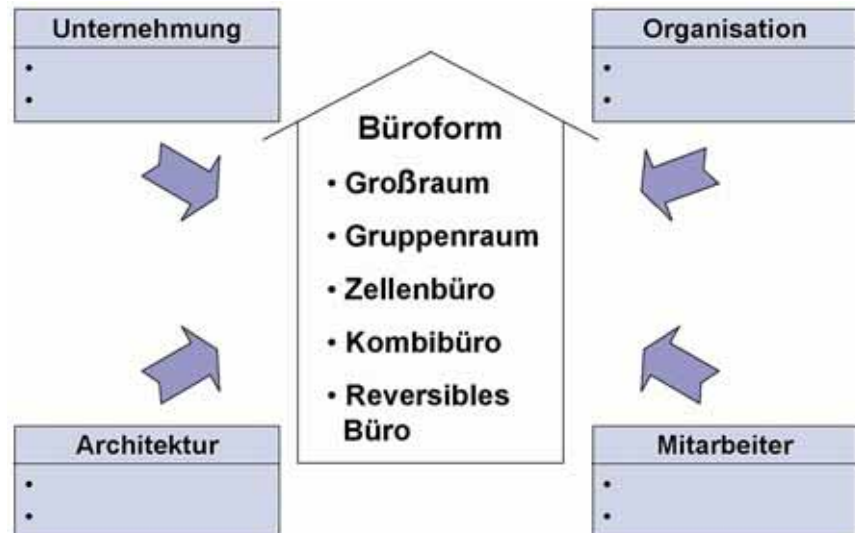 Unternehmung
•
•
Organisation
•
•
Büroform
• Großraum
• Gruppenraum
• Zellenbüro
• Kombibüro
• Reversibles
Büro
Architektur
•
•
Mitarbeiter
•
•